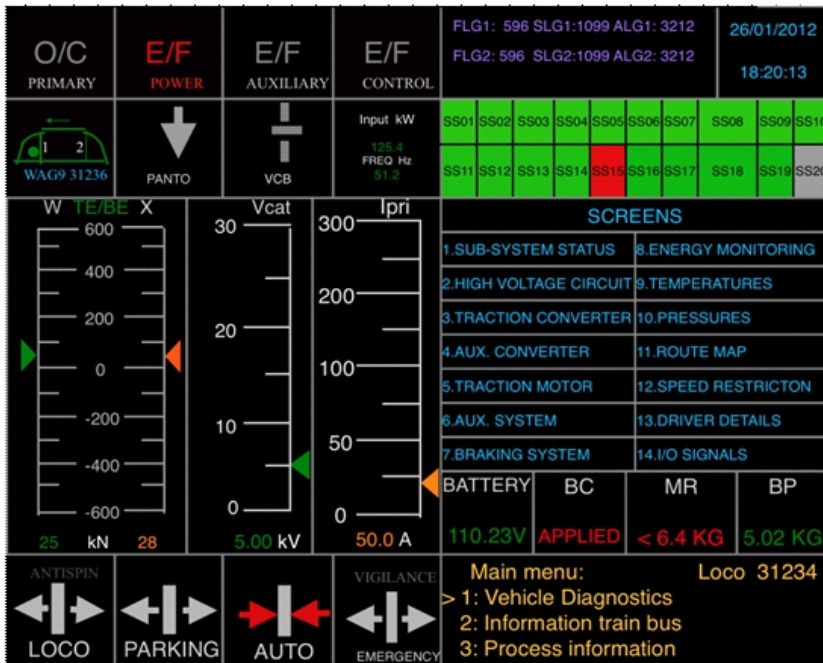 O/C
PRIMARY
E/F
POWER
E/F
AUXILIARY
E/F
CONTROL
FLG1: 596 SLG1:1099 ALG1: 3212
FLG2: 596 SLG2:1099 ALG2: 3212
26/01/2012
18:20:13
1 2
WAG9 31236
PANTO
VCB
Input kW
125.4
FREQ Hz
51.2
SS01 SS02 SS03 SS04 SS05 SS06 SS07 SS08 SS09 SS10
SS11 SS12 SS13 SS14 SS15 SS16 SS17 SS18 SS19 SS20
W TE/BE X
600
400
200
0
-200
-400
-600
25 kN 28
Vcat
30
20
10
0
5.00 kV
Ipri
300
200
100
50
0
50.0 A
SCREENS
1.SUB-SYSTEM STATUS 8.ENERGY MONITORING
2.HIGH VOLTAGE CIRCUIT 9.TEMPERATURES
3.TRACTION CONVERTER 10.PRESSURES
4.AUX. CONVERTER 11.ROUTE MAP
5.TRACTION MOTOR 12.SPEED RESTRICTON
6.AUX. SYSTEM 13.DRIVER DETAILS
7.BRAKING SYSTEM 14.I/O SIGNALS
BATTERY BC MR BP
110.23V APPLIED < 6.4 KG 5.02 KG
ANTISPIN
LOCO
PARKING
AUTO
VIGILANCE
EMERGENCY
Main menu: Loco 31234
> 1: Vehicle Diagnostics
2: Information train bus
3: Process information